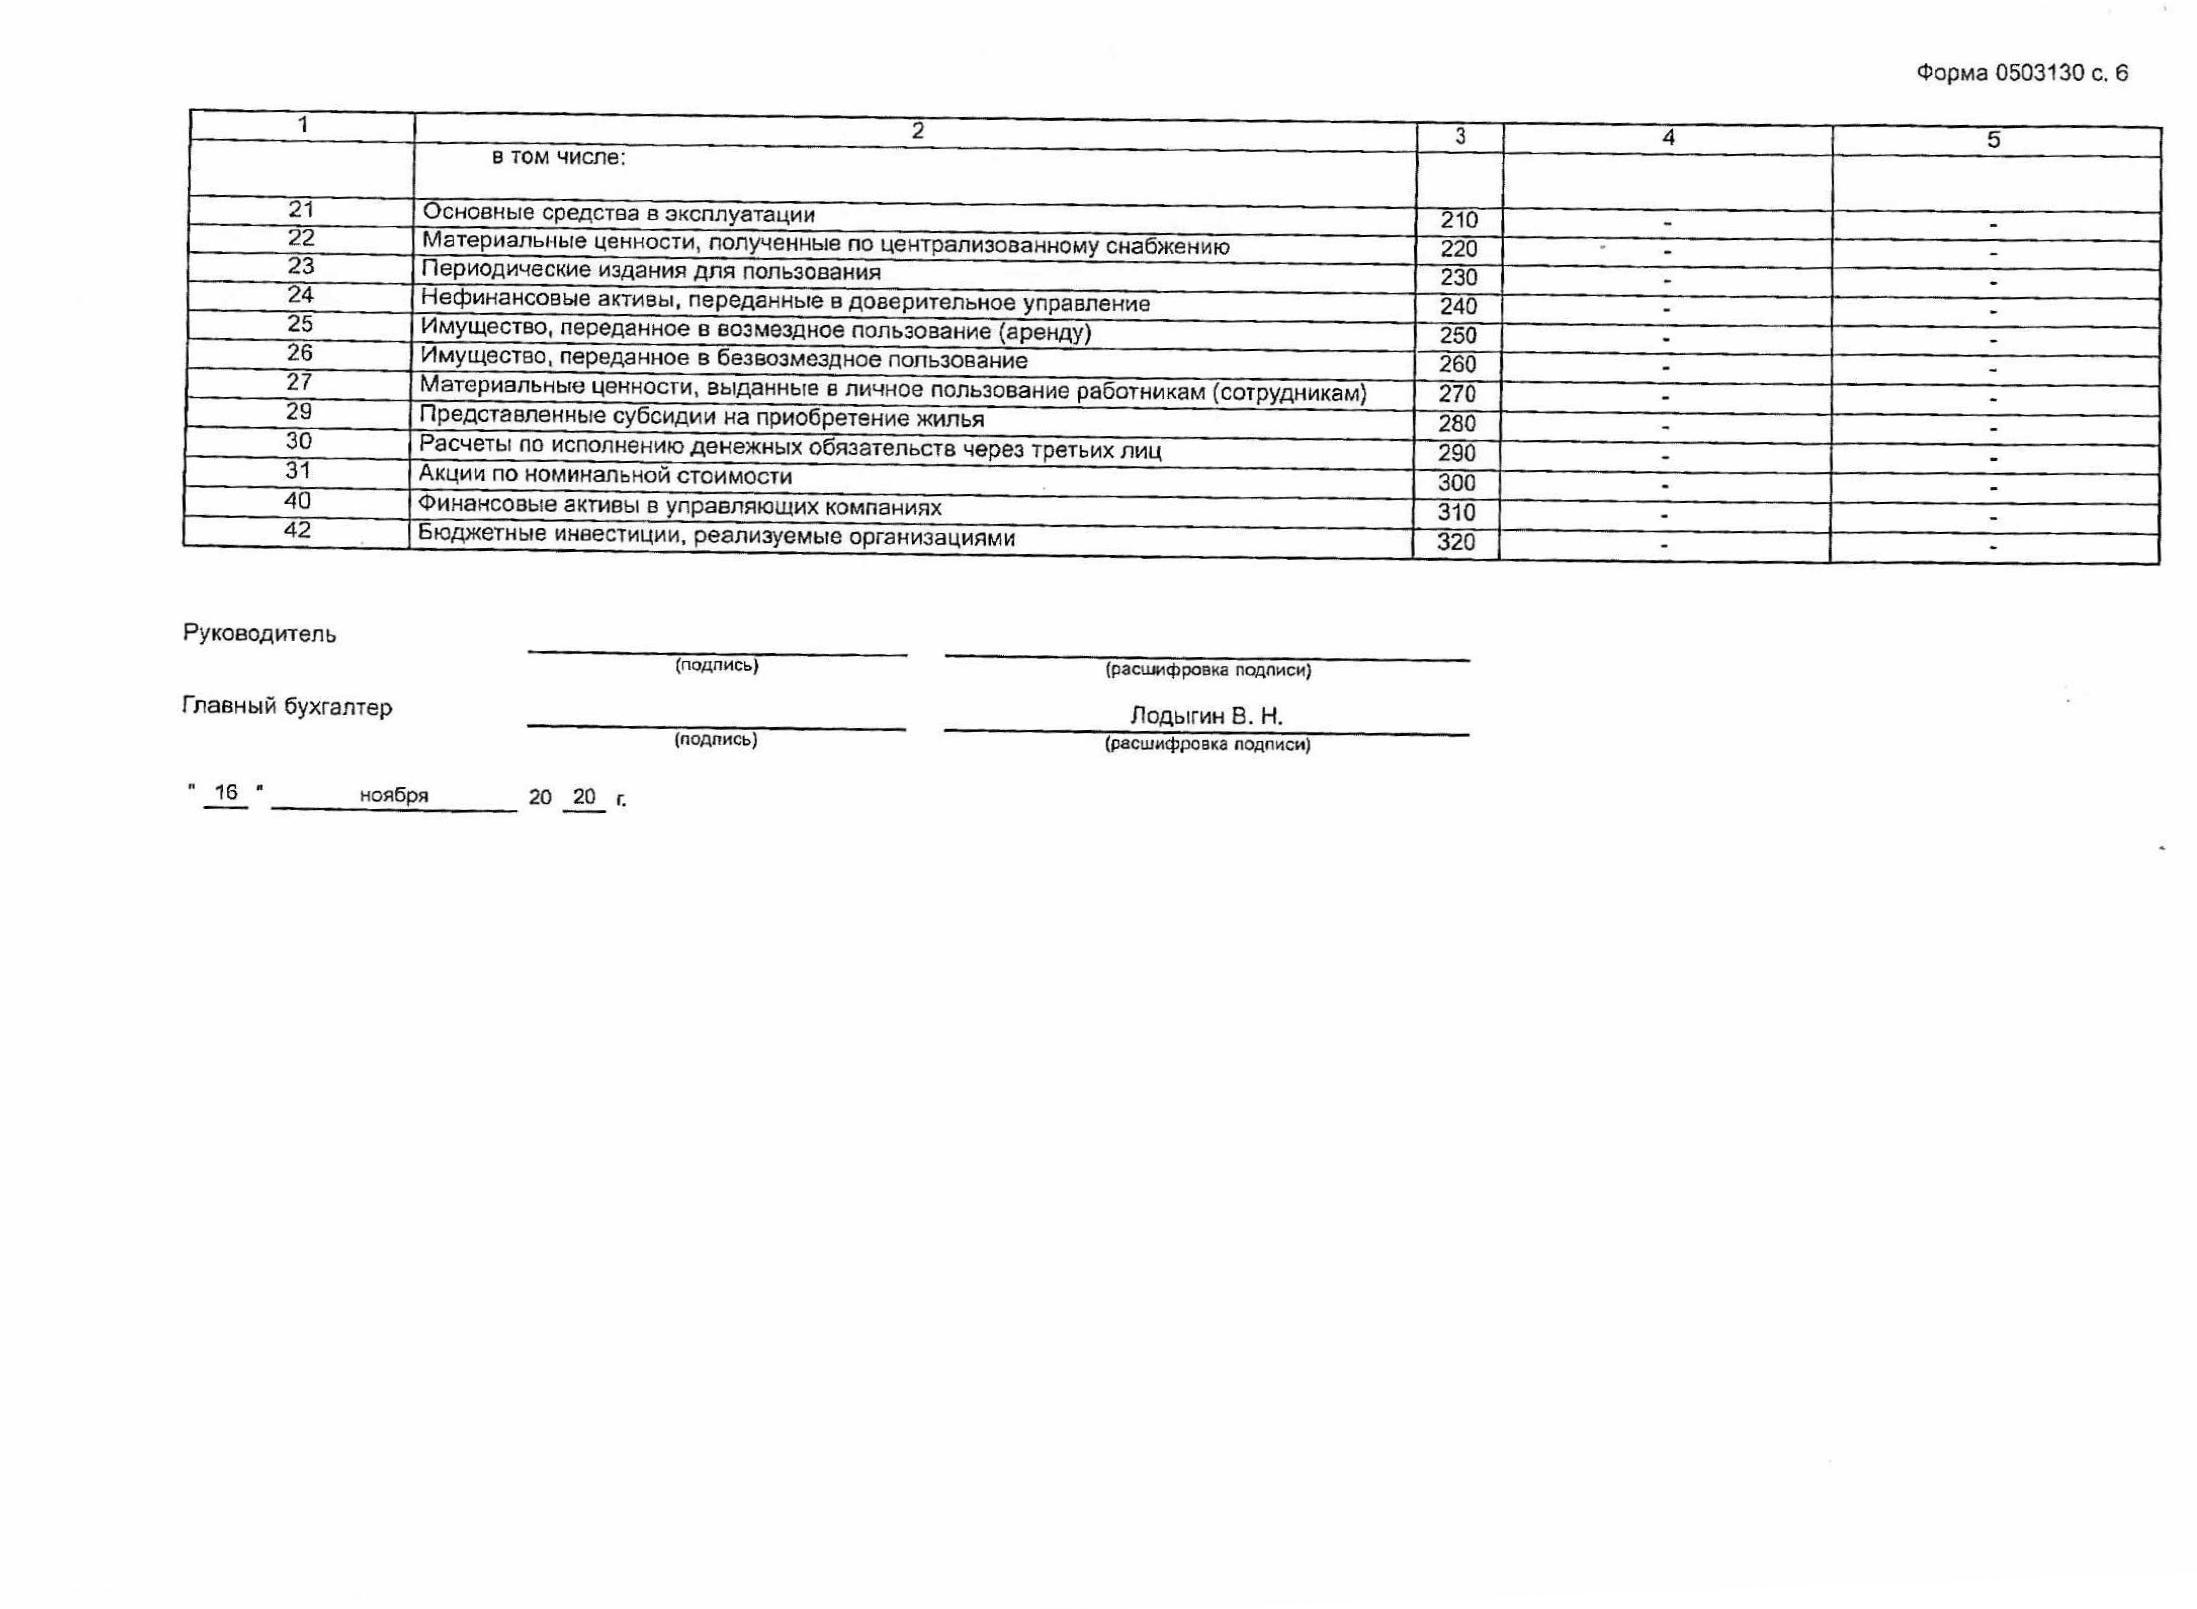 Форма 0503130 с. 6
1 2 3 4 5
в том числе:
21 Основные средства в эксплуатации 210 - -
22 Материальные ценности, полученные по централизованному снабжению 220 - -
23 Периодические издания для пользования 230 - -
24 Нефинансовые активы, переданные в доверительное управление 240 - -
25 Имущество, переданное в возмездное пользование (аренду) 250 - -
26 Имущество, переданное в безвозмездное пользование 260 - -
27 Материальные ценности, выданные в личное пользование работникам (сотрудникам) 270 - -
29 Представленные субсидии на приобретение жилья 280 - -
30 Расчеты по исполнению денежных обязательств через третьих лиц 290 - -
31 Акции по номинальной стоимости 300 - -
40 Финансовые активы в управляющих компаниях 310 - -
42 Бюджетные инвестиции, реализуемые организациями 320 - -
Руководитель
(подпись) (расшифровка подписи)
Главный бухгалтер Лодыгин В. Н.
(подпись) (расшифровка подписи)
" 16 " ноября 20 20 г.